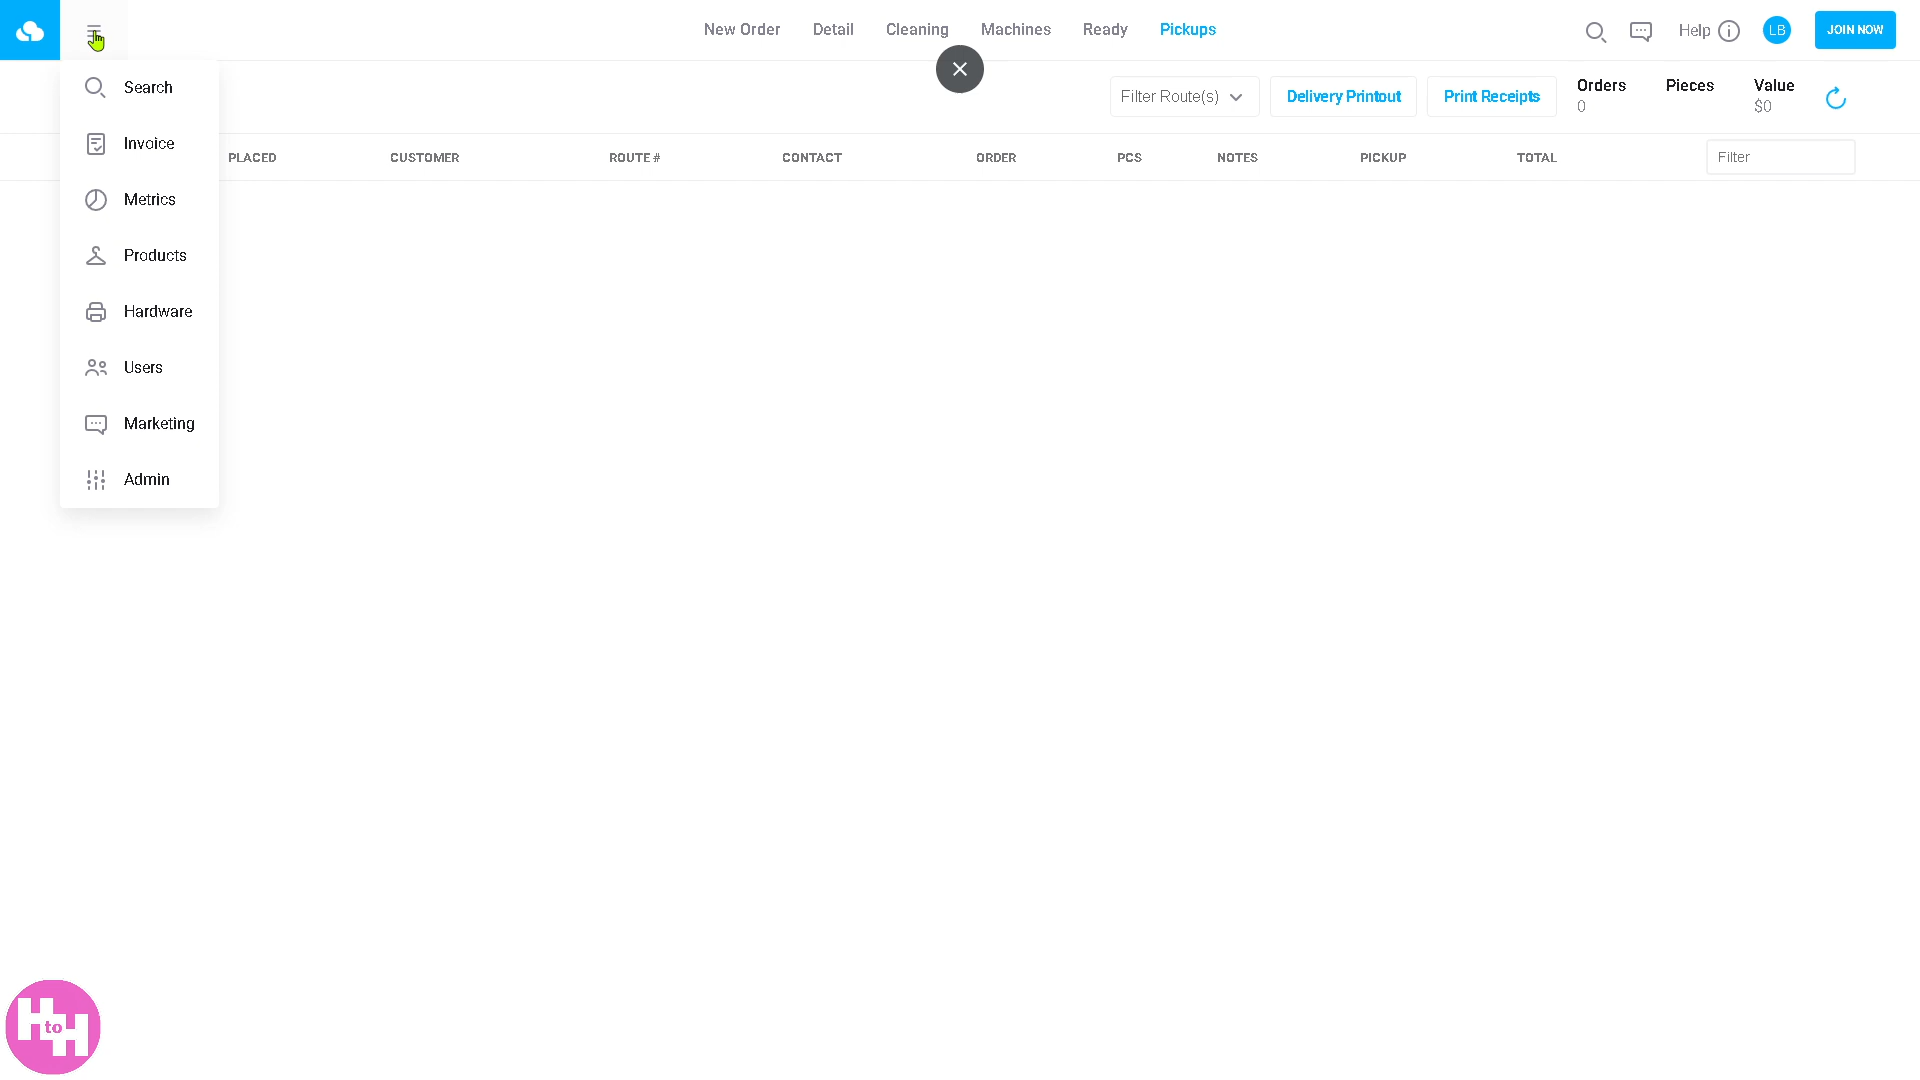 New Order Detail Cleaning Machines Ready Pickups Help LB JOIN NOW
Filter Route(s) Delivery Printout Print Receipts Orders Pieces Value
0 $0
PLACED CUSTOMER ROUTE # CONTACT ORDER PCS NOTES PICKUP TOTAL Filter
Search
Invoice
Metrics
Products
Hardware
Users
Marketing
Admin
H to H